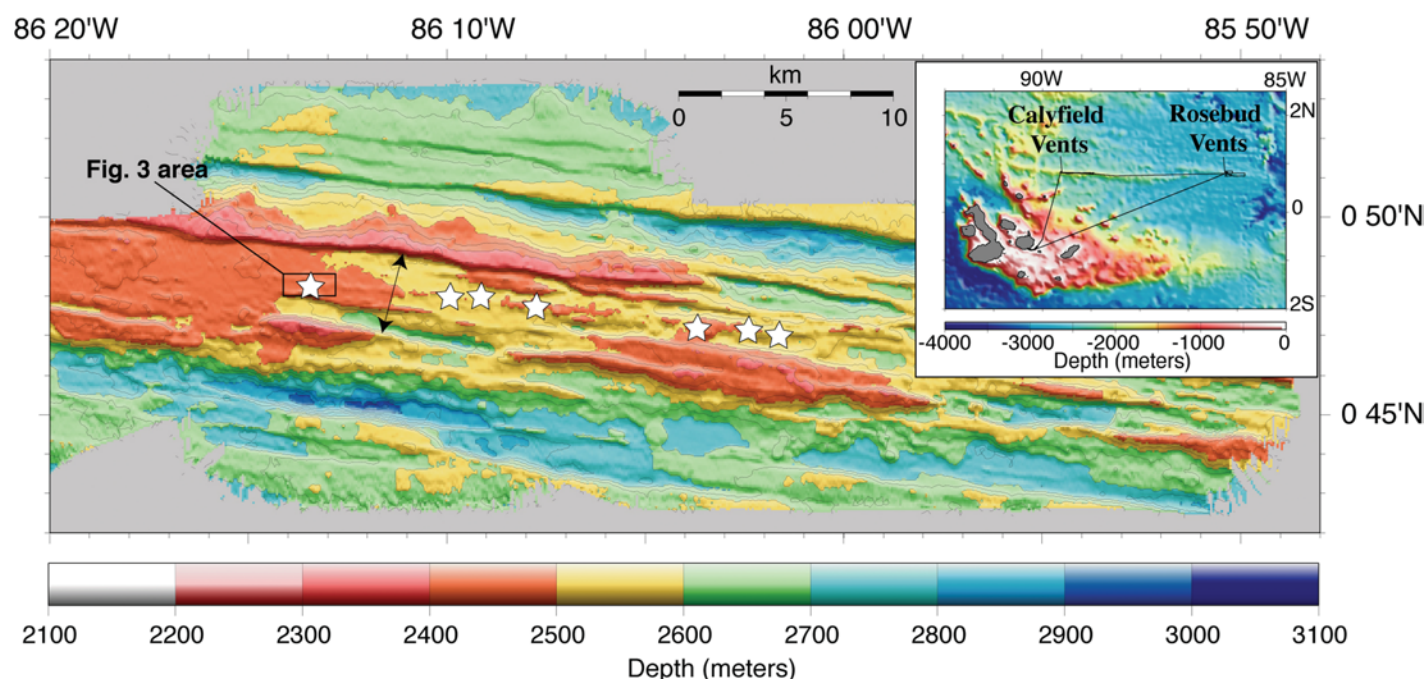 86 20'W 86 10'W 86 00'W 85 50'W
km
0 5 10
Fig. 3 area
90W 85W
Calyfield
Vents
Rosebud
Vents
2N
0
2S
-4000 -3000 -2000 -1000 0
Depth (meters)
0 50'N
0 45'N
2100 2200 2300 2400 2500 2600 2700 2800 2900 3000 3100
Depth (meters)